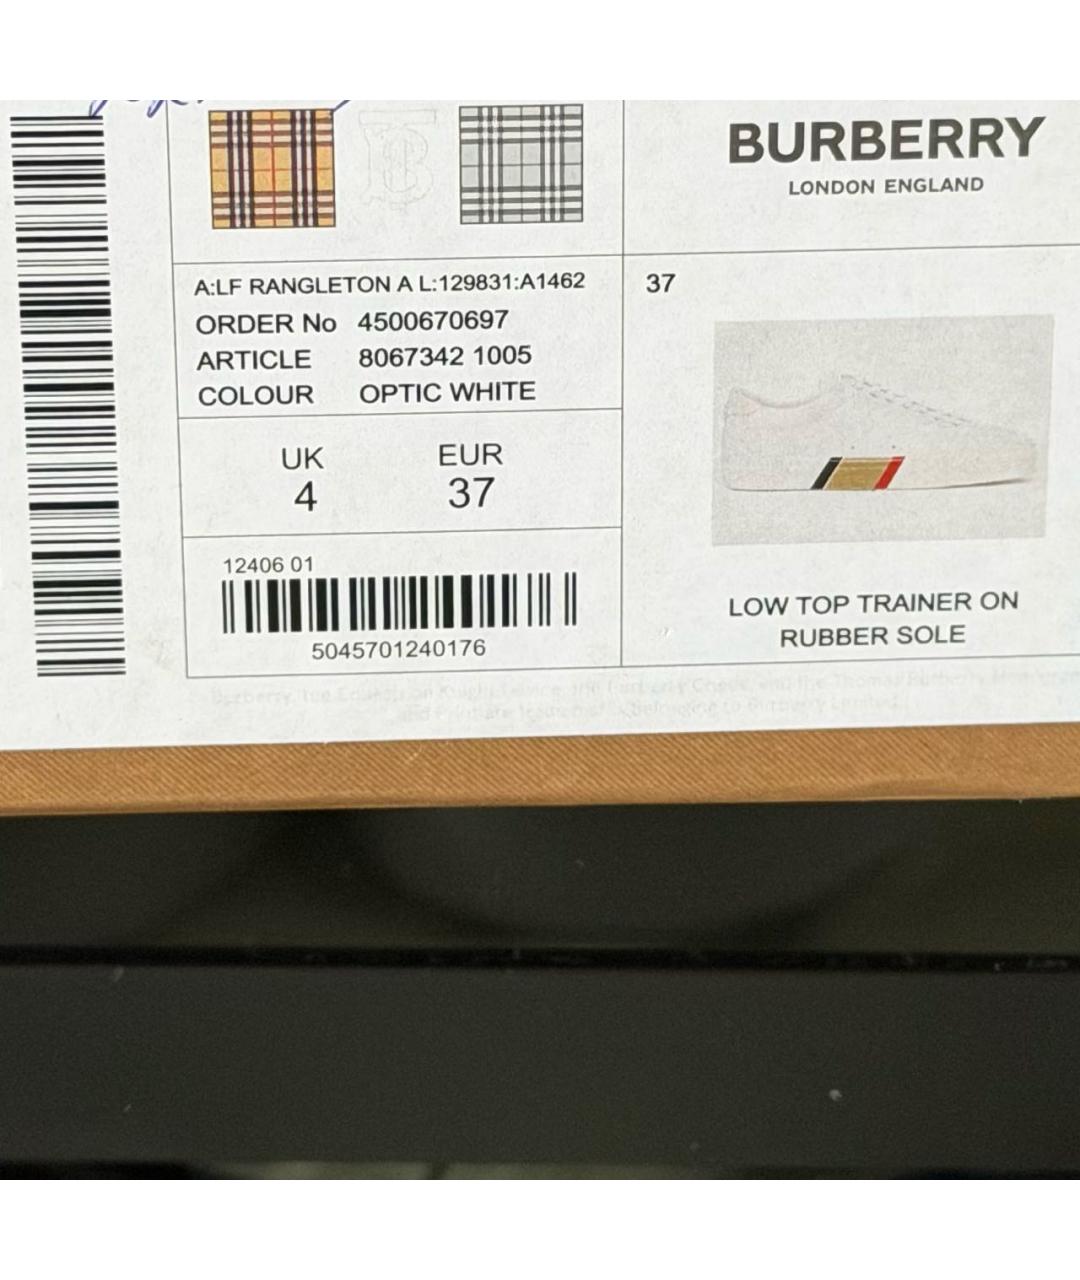 BURBERRY
LONDON ENGLAND
A:LF RANGLETON A L:129831:A1462
ORDER No 4500670697
ARTICLE 8067342 1005
COLOUR OPTIC WHITE
UK EUR
4 37
12406 01
5045701240176
37
LOW TOP TRAINER ON
RUBBER SOLE